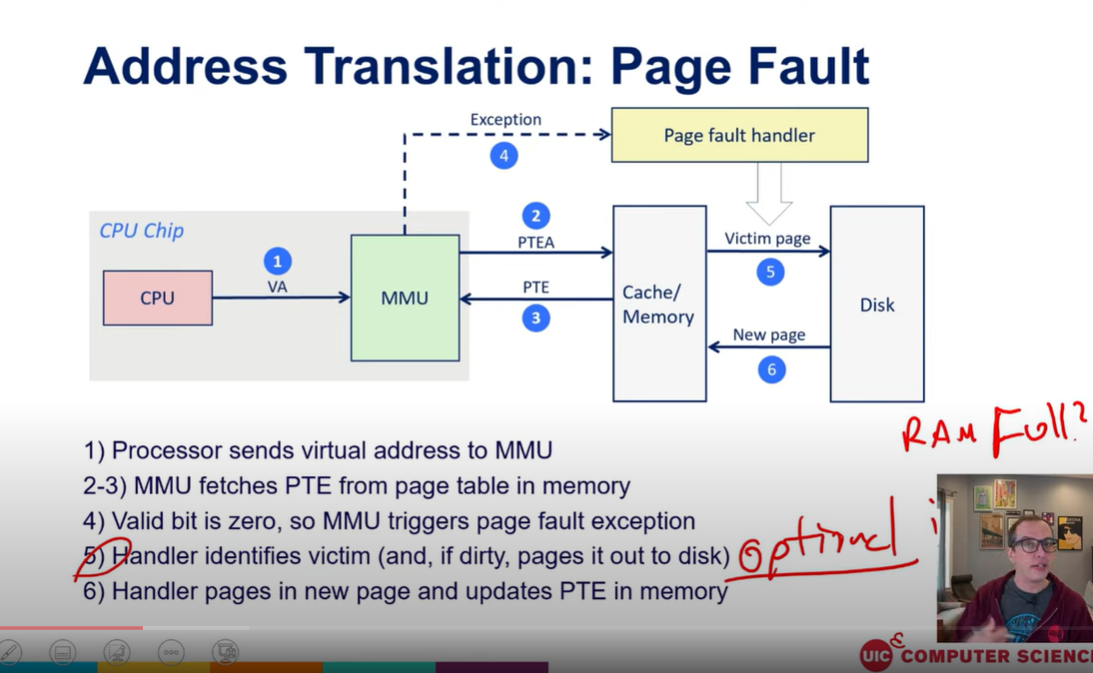 Address Translation: Page Fault
Exception
4
Page fault handler
CPU Chip
2
PTEA
1
VA
CPU
MMU
PTE
3
Cache/
Memory
Victim page
5
Disk
New page
6
RAM Full?
1) Processor sends virtual address to MMU
2-3) MMU fetches PTE from page table in memory
4) Valid bit is zero, so MMU triggers page fault exception
5) Handler identifies victim (and, if dirty, pages it out to disk) optional
6) Handler pages in new page and updates PTE in memory
UIC COMPUTER SCIENC